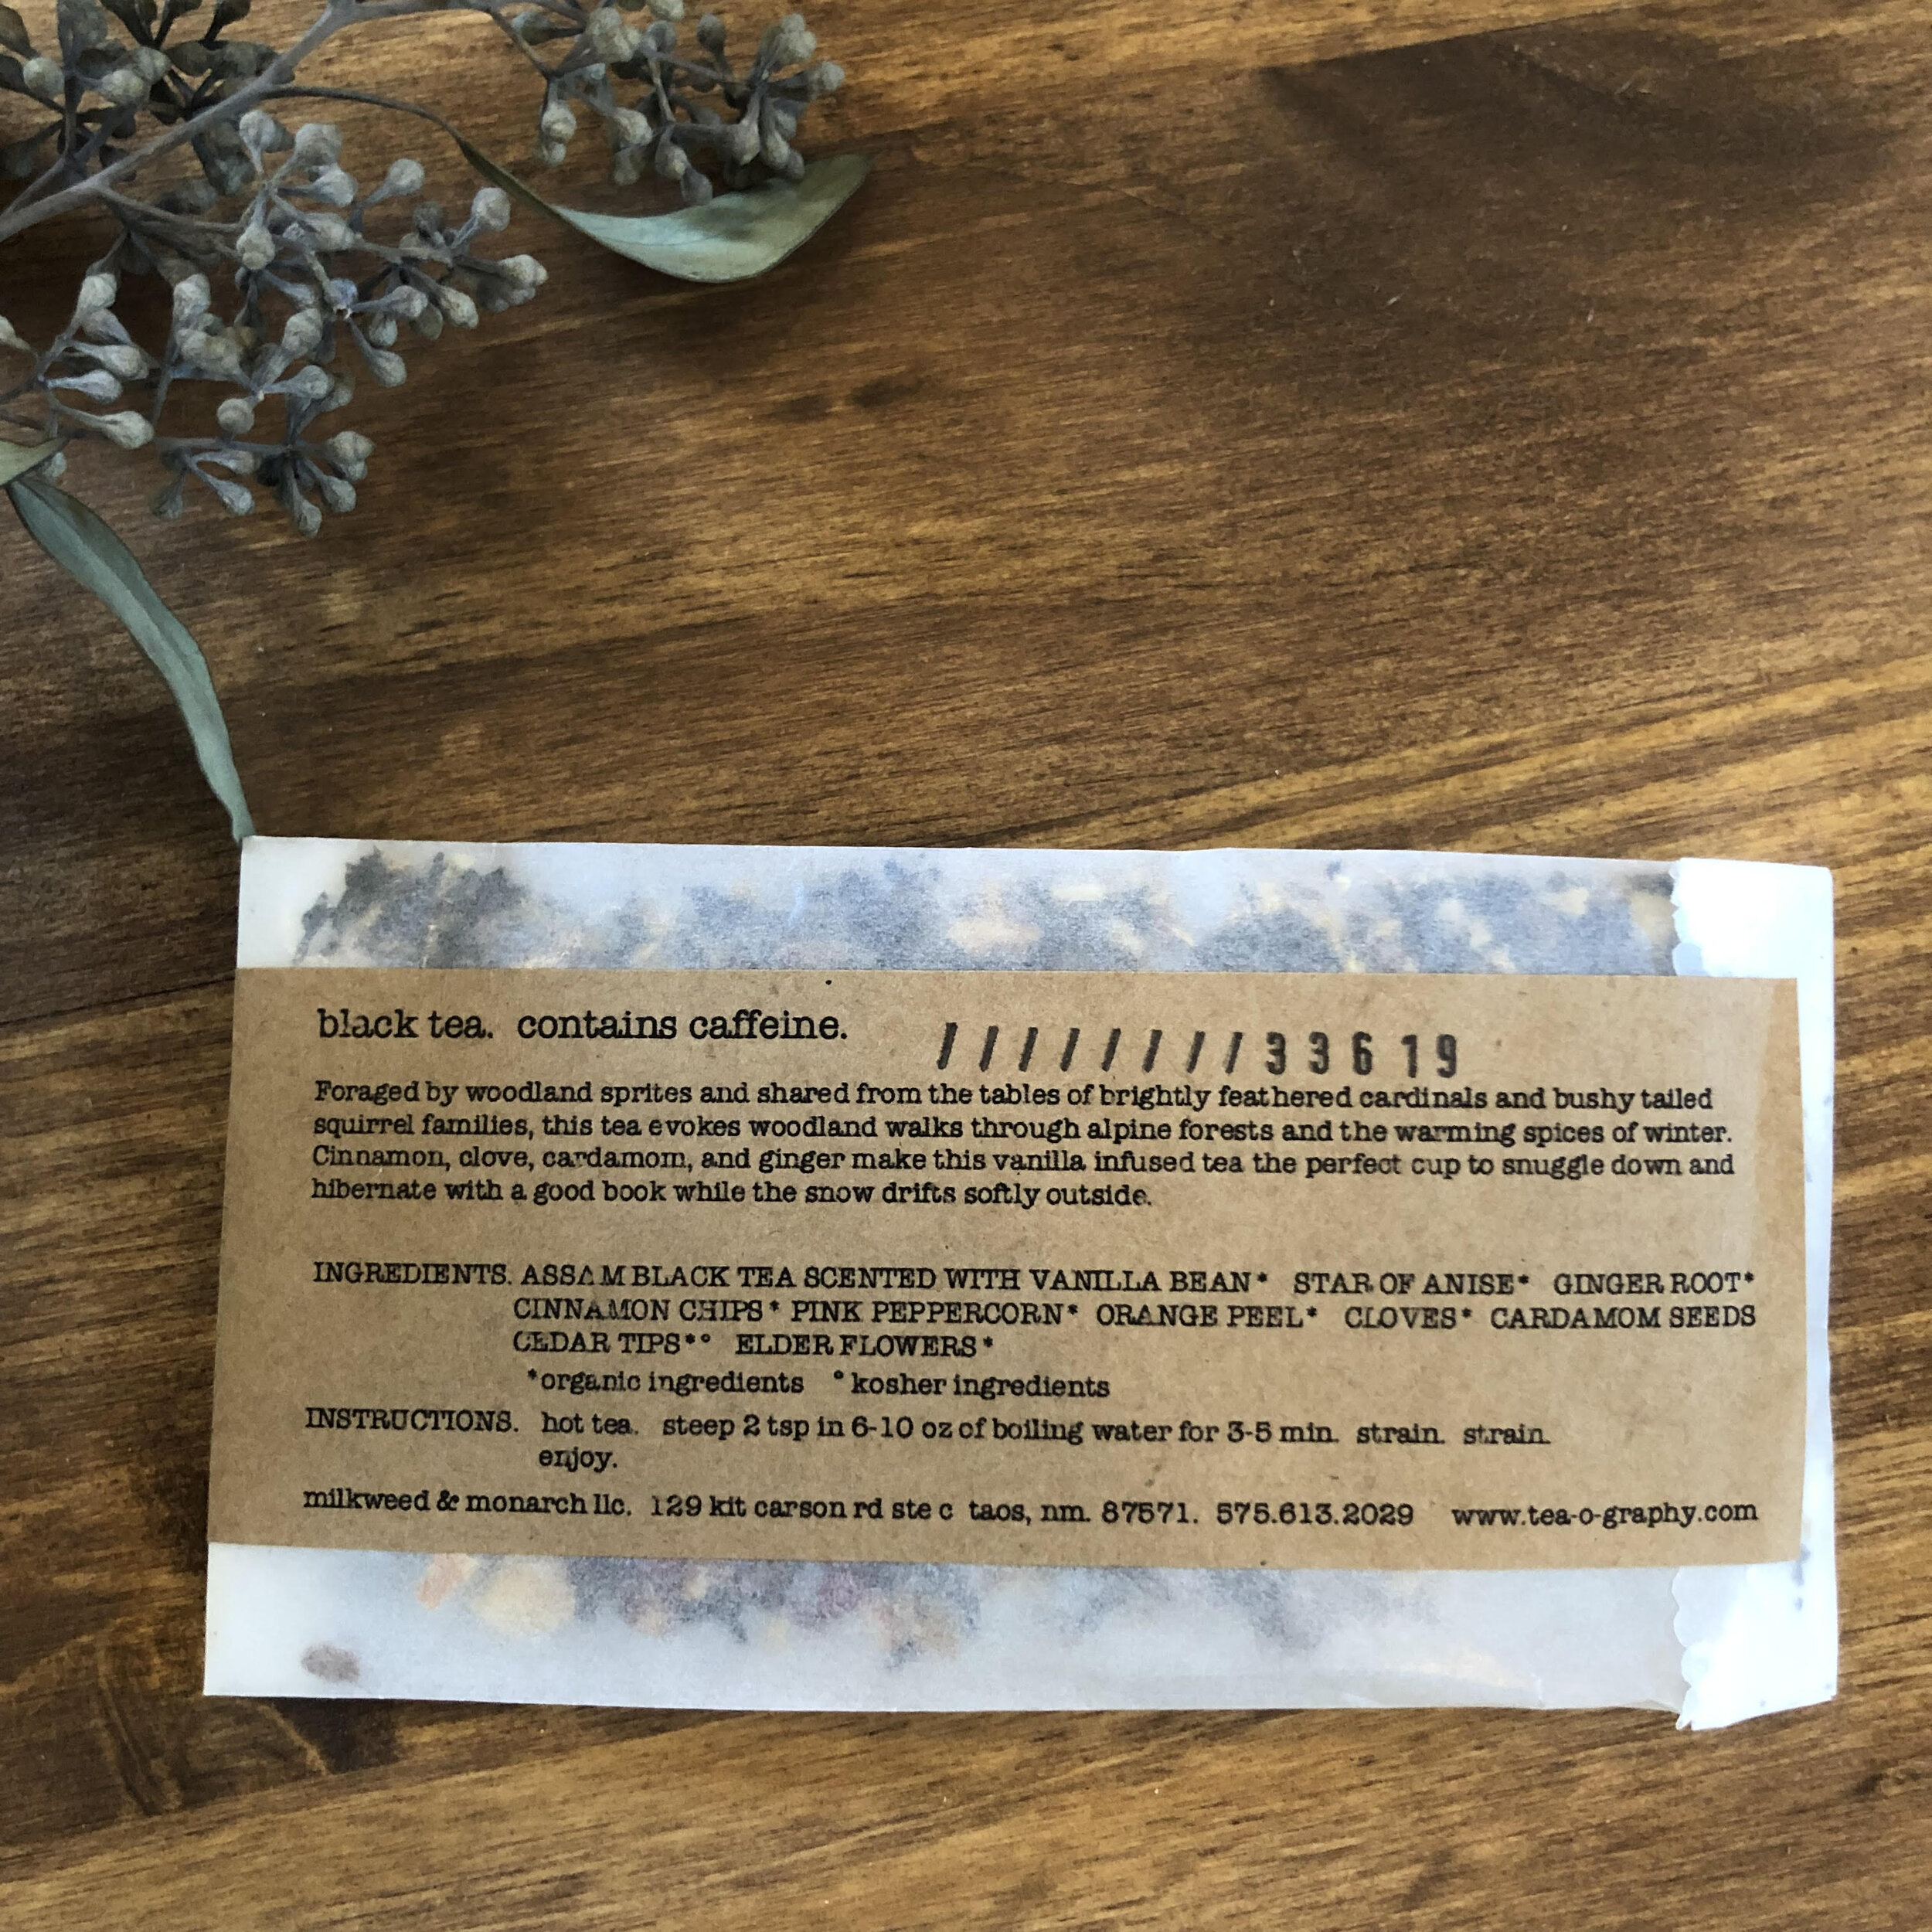 black tea. contains caffeine.
////////33619
Foraged by woodland sprites and shared from the tables of brightly feathered cardinals and bushy tailed
squirrel families, this tea evokes woodland walks through alpine forests and the warming spices of winter.
Cinnamon, clove, cardamom, and ginger make this vanilla infused tea the perfect cup to snuggle down and
hibernate with a good book while the snow drifts softly outside.
INGREDIENTS. ASSAM BLACK TEA SCENTED WITH VANILLA BEAN* STAR OF ANISE* GINGER ROOT*
CINNAMON CHIPS* PINK PEPPERCORN* ORANGE PEEL* CLOVES* CARDAMOM SEEDS
CEDAR TIPS*° ELDER FLOWERS*
*organic ingredients °kosher ingredients
INSTRUCTIONS. hot tea. steep 2 tsp in 6-10 oz of boiling water for 3-5 min. strain. strain.
enjoy.
milkweed & monarch llc. 129 kit carson rd ste c taos, nm. 87571. 575.613.2029 www.tea-o-graphy.com